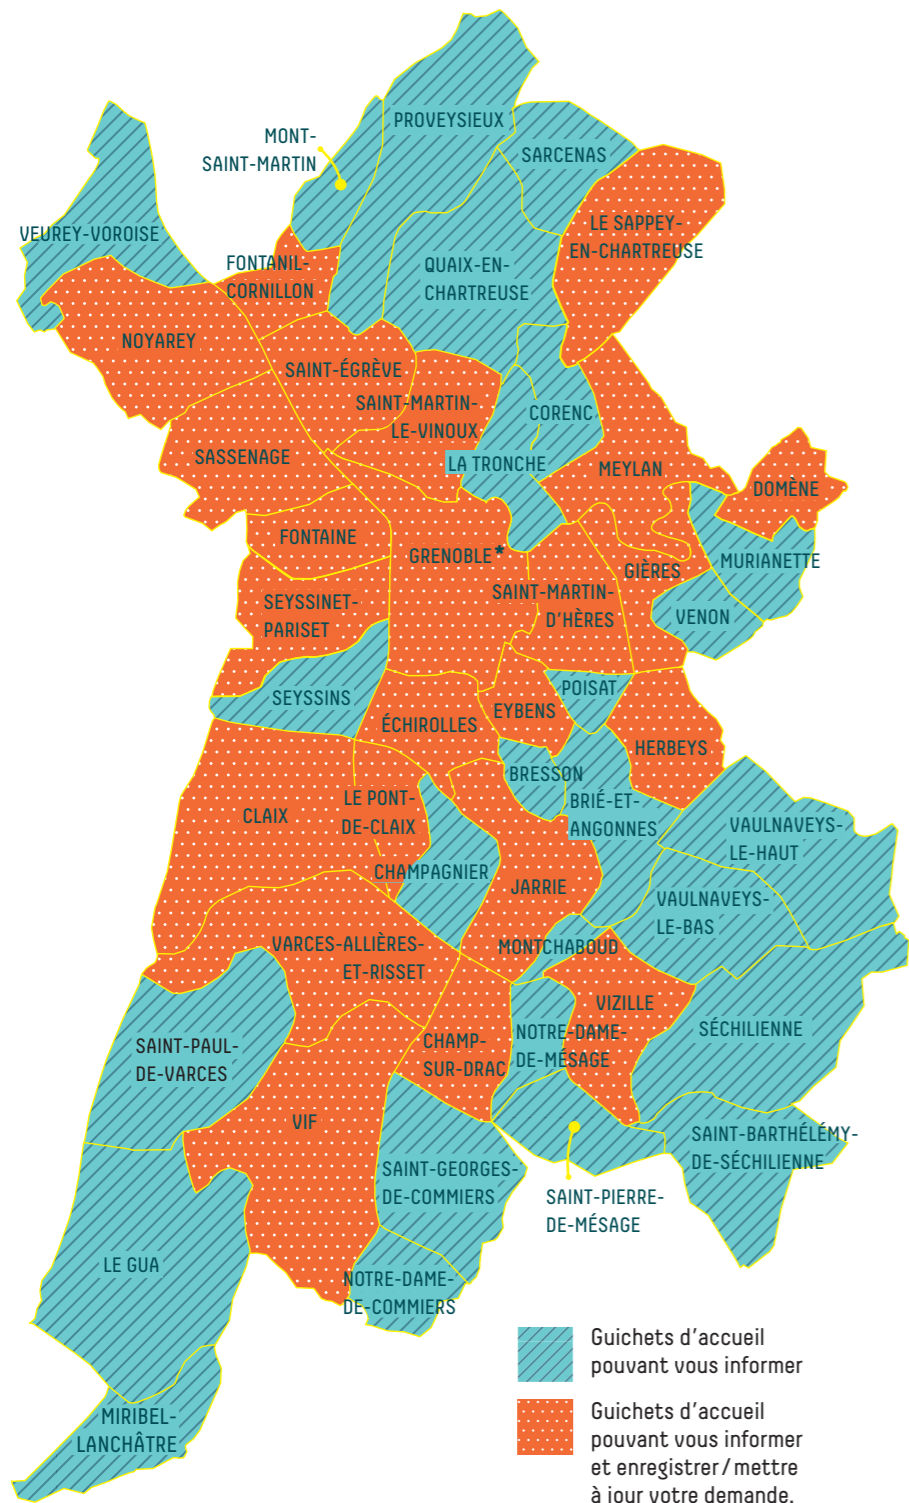 PROVEYSIEUX
MONT-
SAINT-MARTIN
SARCENAS
VEUREY-VOROISE
LE SAPPEY-
EN-CHARTREUSE
FONTANIL-
CORNILLON
QUAIX-EN-
CHARTREUSE
NOYAREY
SAINT-ÉGRÈVE
SAINT-MARTIN-
LE-VINOUX
CORENC
SASSENAGE
LA TRONCHE
MEYLAN
DOMÈNE
FONTAINE
GRENOBLE*
GIÈRES
MURIANETTE
SEYSSINET-
PARISET
SAINT-MARTIN-
D'HÈRES
VENON
SEYSSINS
POISAT
EYBENS
ÉCHIROLLES
HERBEYS
BRESSON
CLAIX
LE PONT-
DE-CLAIX
BRIÉ-ET-
ANGONNES
VAULNAVEYS-
LE-HAUT
CHAMPAGNIER
JARRIE
VAULNAVEYS-
LE-BAS
VARCES-ALLIÈRES-
ET-RISSET
MONTCHABOUD
VIZILLE
SAINT-PAUL-
DE-VARCES
CHAMP-
SUR-DRAC
NOTRE-DAME-
DE-MÉSAGE
SÉCHILIENNE
VIF
SAINT-BARTHÉLÉMY-
DE-SÉCHILIENNE
SAINT-GEORGES-
DE-COMMIERS
SAINT-PIERRE-
DE-MÉSAGE
LE GUA
NOTRE-DAME-
DE-COMMIERS
MIRIBEL-
LANCHÂTRE
Guichets d'accueil
pouvant vous informer
Guichets d'accueil
pouvant vous informer
et enregistrer / mettre
à jour votre demande.